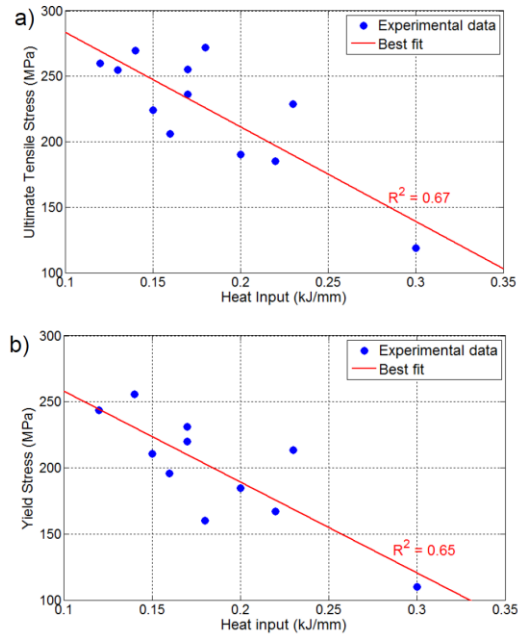 a)
300
250
200
150
100
Ultimate Tensile Stress (MPa)
Experimental data
Best fit
R² = 0.67
0.1 0.15 0.2 0.25 0.3 0.35
Heat Input (kJ/mm)
b)
300
250
200
150
100
Yield Stress (MPa)
Experimental data
Best fit
R² = 0.65
0.1 0.15 0.2 0.25 0.3 0.35
Heat input (kJ/mm)